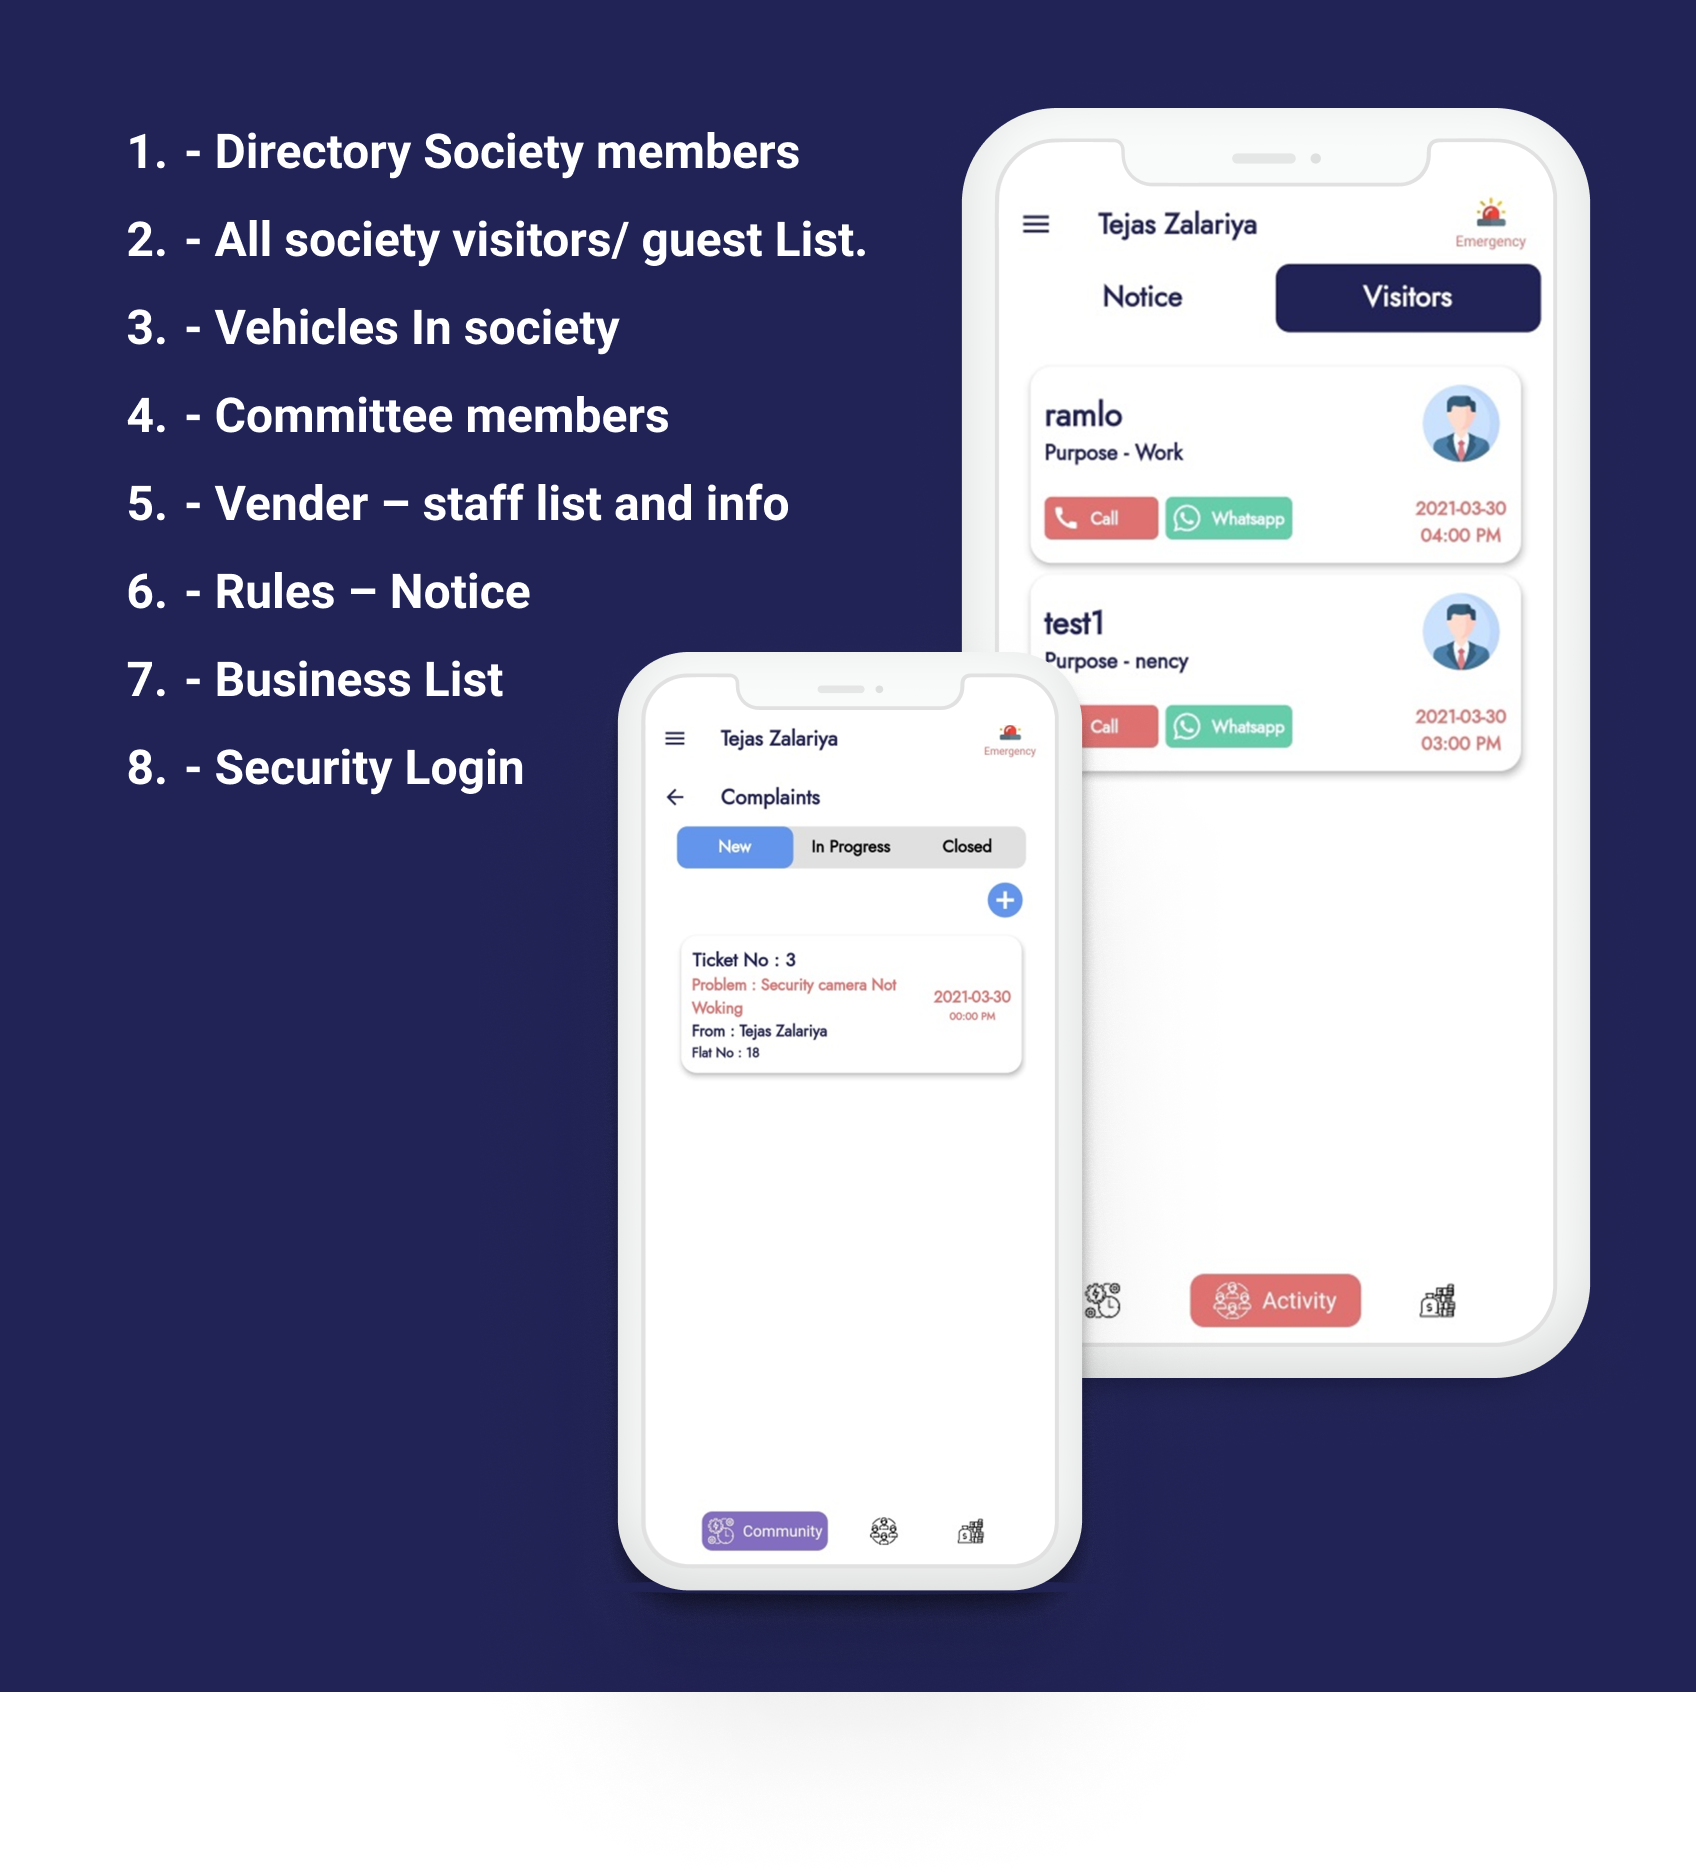 1. - Directory Society members
2. - All society visitors/ guest List.
3. - Vehicles In society
4. - Committee members
5. - Vender – staff list and info
6. - Rules – Notice
7. - Business List
8. - Security Login
Tejas Zalariya
Emergency
Notice
Visitors
ramlo
Purpose - Work
Call
Whatsapp
2021-03-30
04:00 PM
test1
Purpose - nency
Call
Whatsapp
2021-03-30
03:00 PM
Activity
Tejas Zalariya
Emergency
Complaints
New
In Progress
Closed
Ticket No : 3
Problem : Security camera Not
Woking
2021-03-30
00:00 PM
From : Tejas Zalariya
Flat No : 18
Community